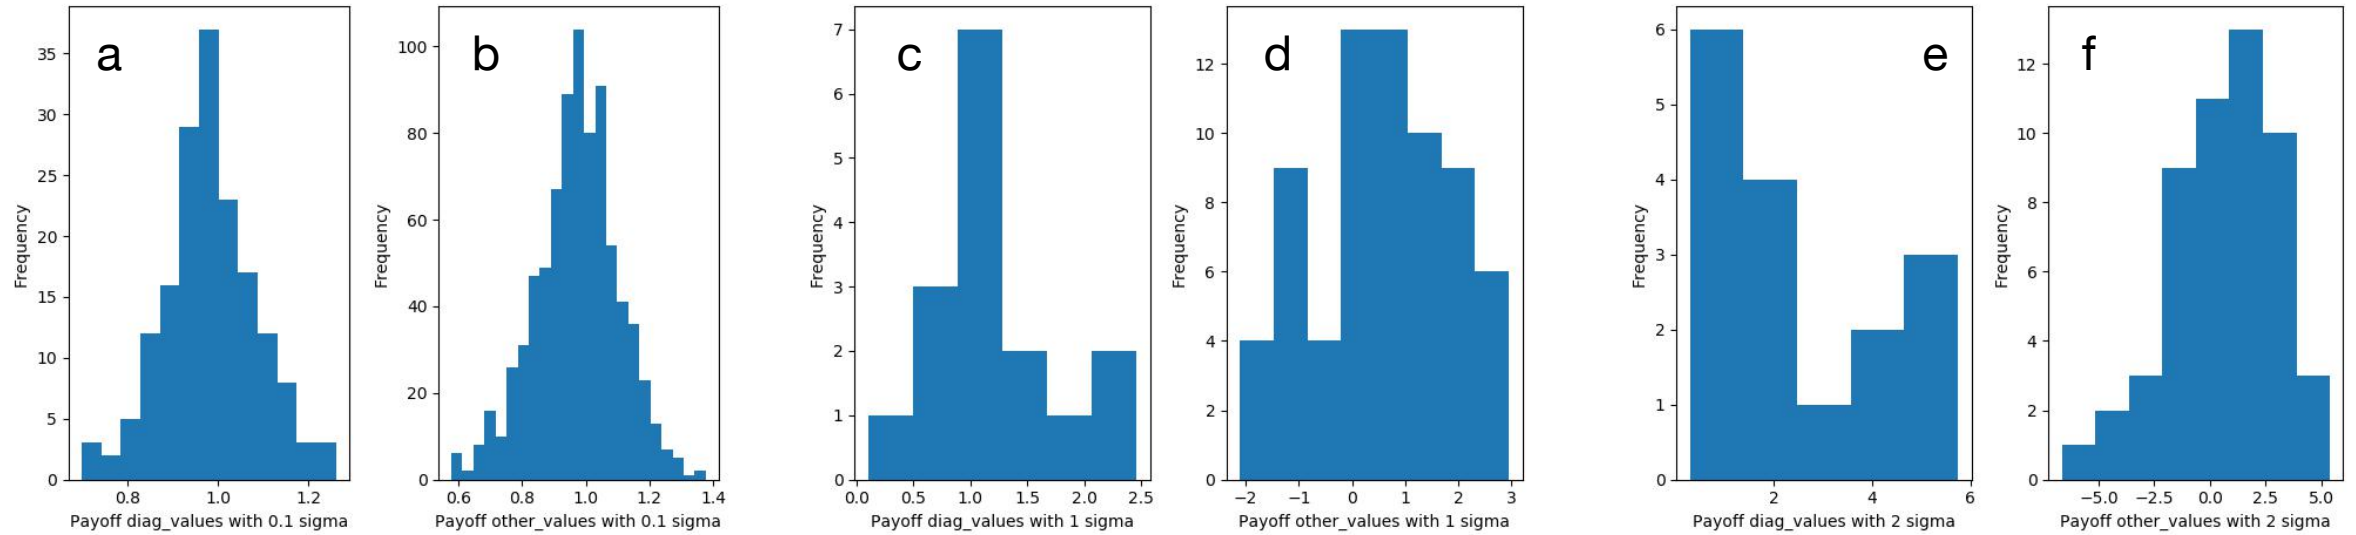 a
35
30
25
20
15
10
5
0
Frequency
0.8 1.0 1.2
Payoff diag_values with 0.1 sigma
b
100
80
60
40
20
0
Frequency
0.6 0.8 1.0 1.2 1.4
Payoff other_values with 0.1 sigma
c
7
6
5
4
3
2
1
0
Frequency
0.0 0.5 1.0 1.5 2.0 2.5
Payoff diag_values with 1 sigma
d
12
10
8
6
4
2
0
Frequency
−2 −1 0 1 2 3
Payoff other_values with 1 sigma
e
6
5
4
3
2
1
0
Frequency
2 4 6
Payoff diag_values with 2 sigma
f
12
10
8
6
4
2
0
Frequency
−5.0 −2.5 0.0 2.5 5.0
Payoff other_values with 2 sigma